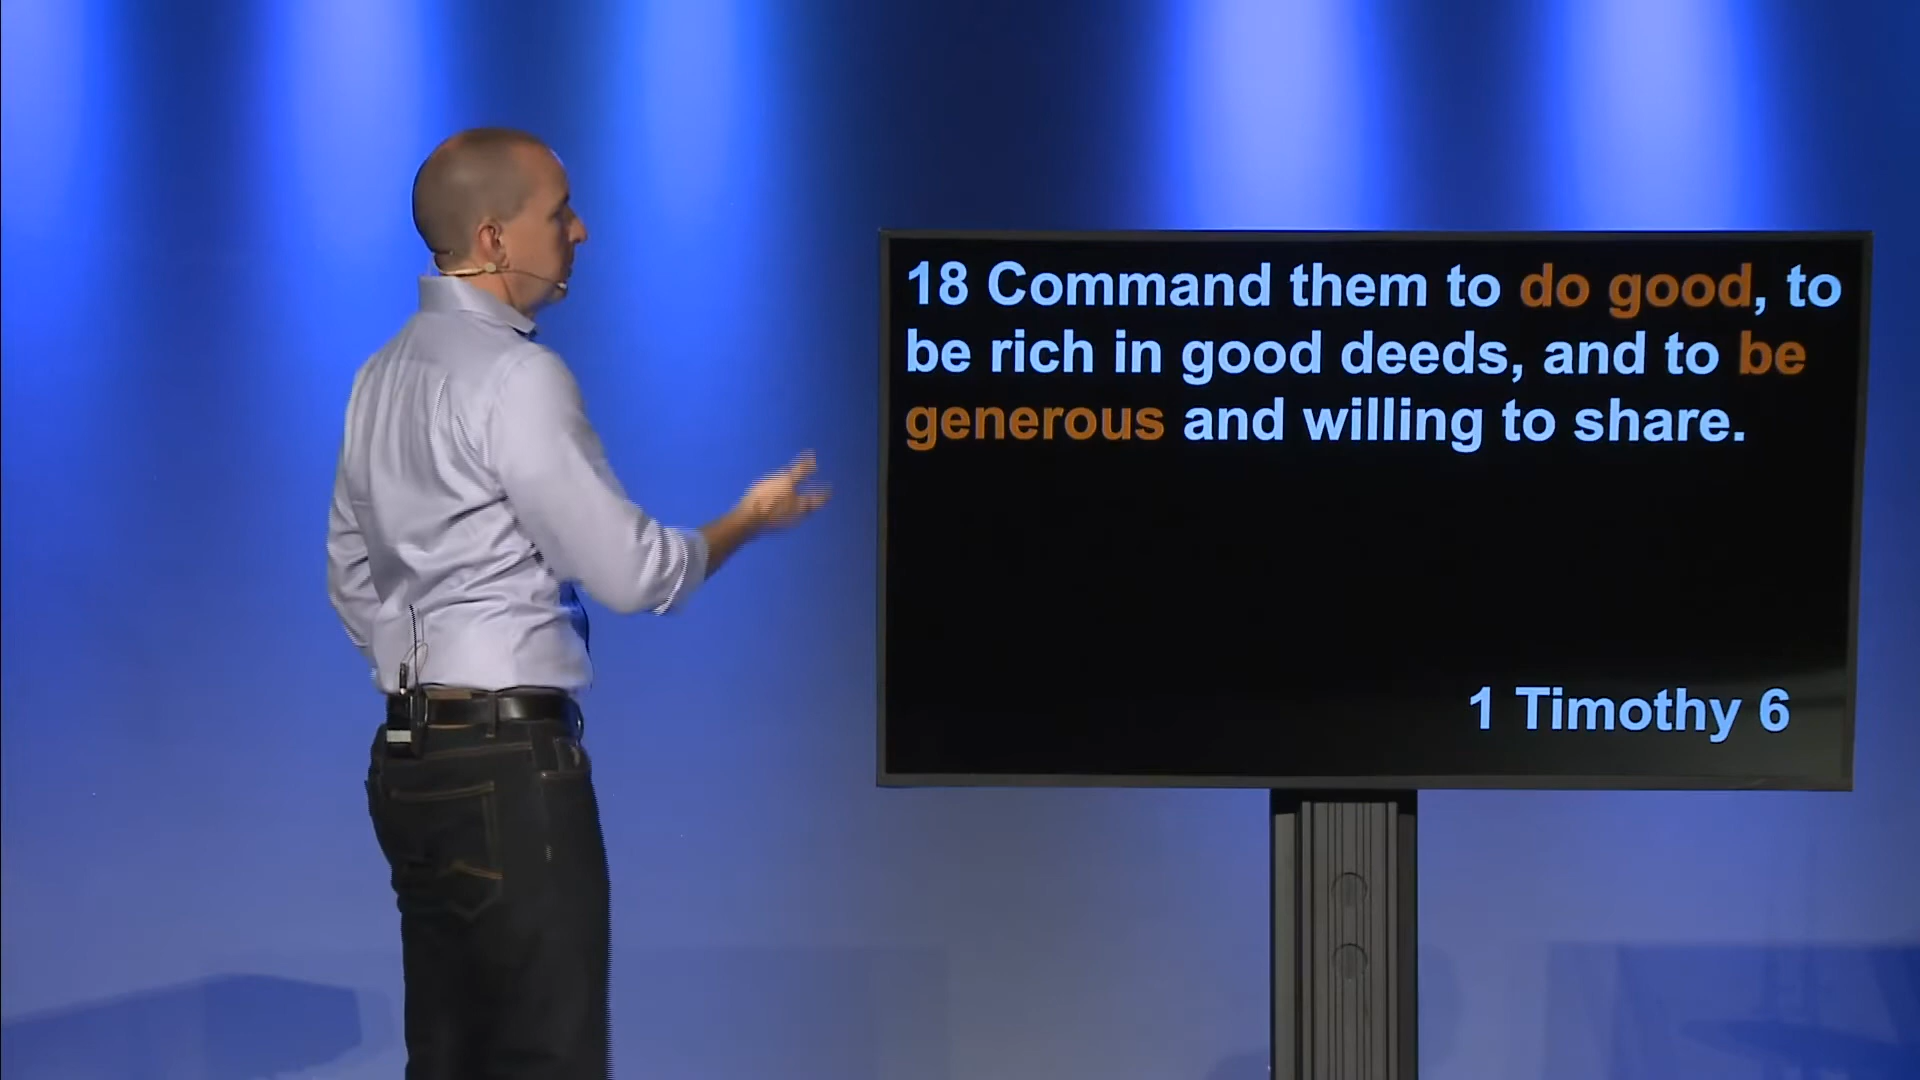 18 Command them to do good, to
be rich in good deeds, and to be
generous and willing to share.
1 Timothy 6